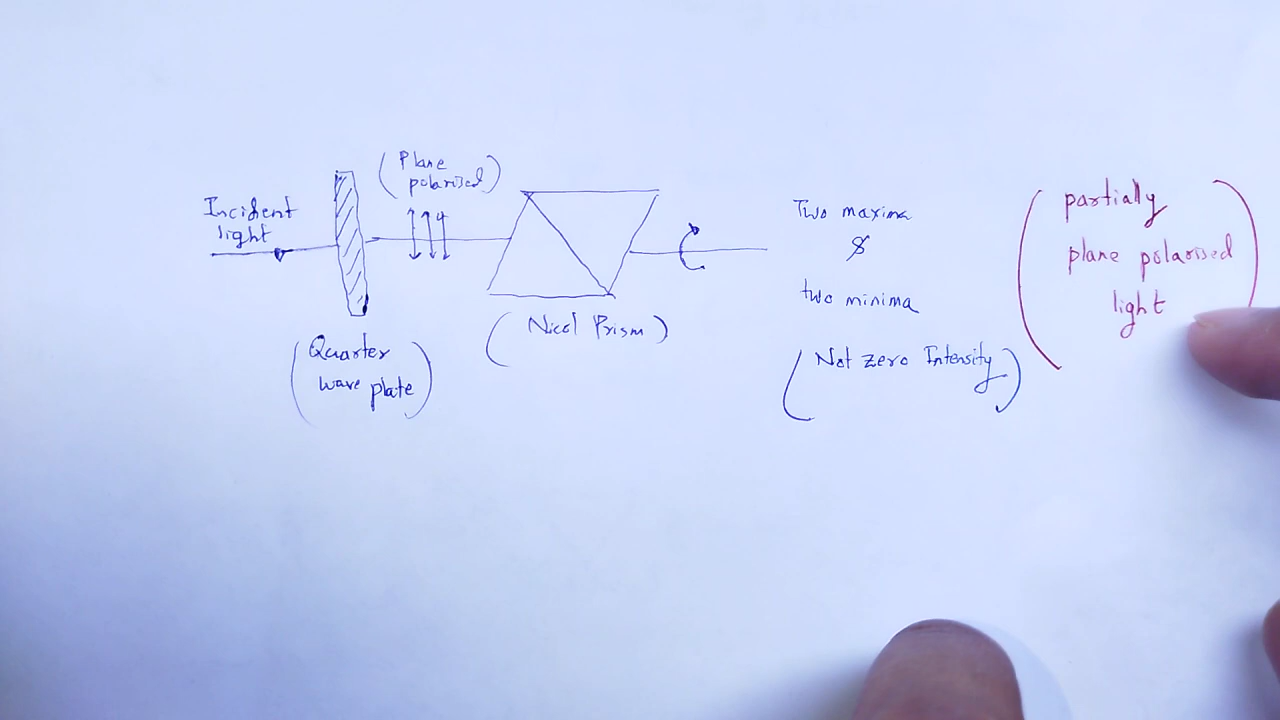 Incident
light
(Plane
polarised)
(Quarter
wave plate)
(Nicol Prism)
Two maxima
&
two minima
(Not zero Intensity)
(partially
plane polarised
light)